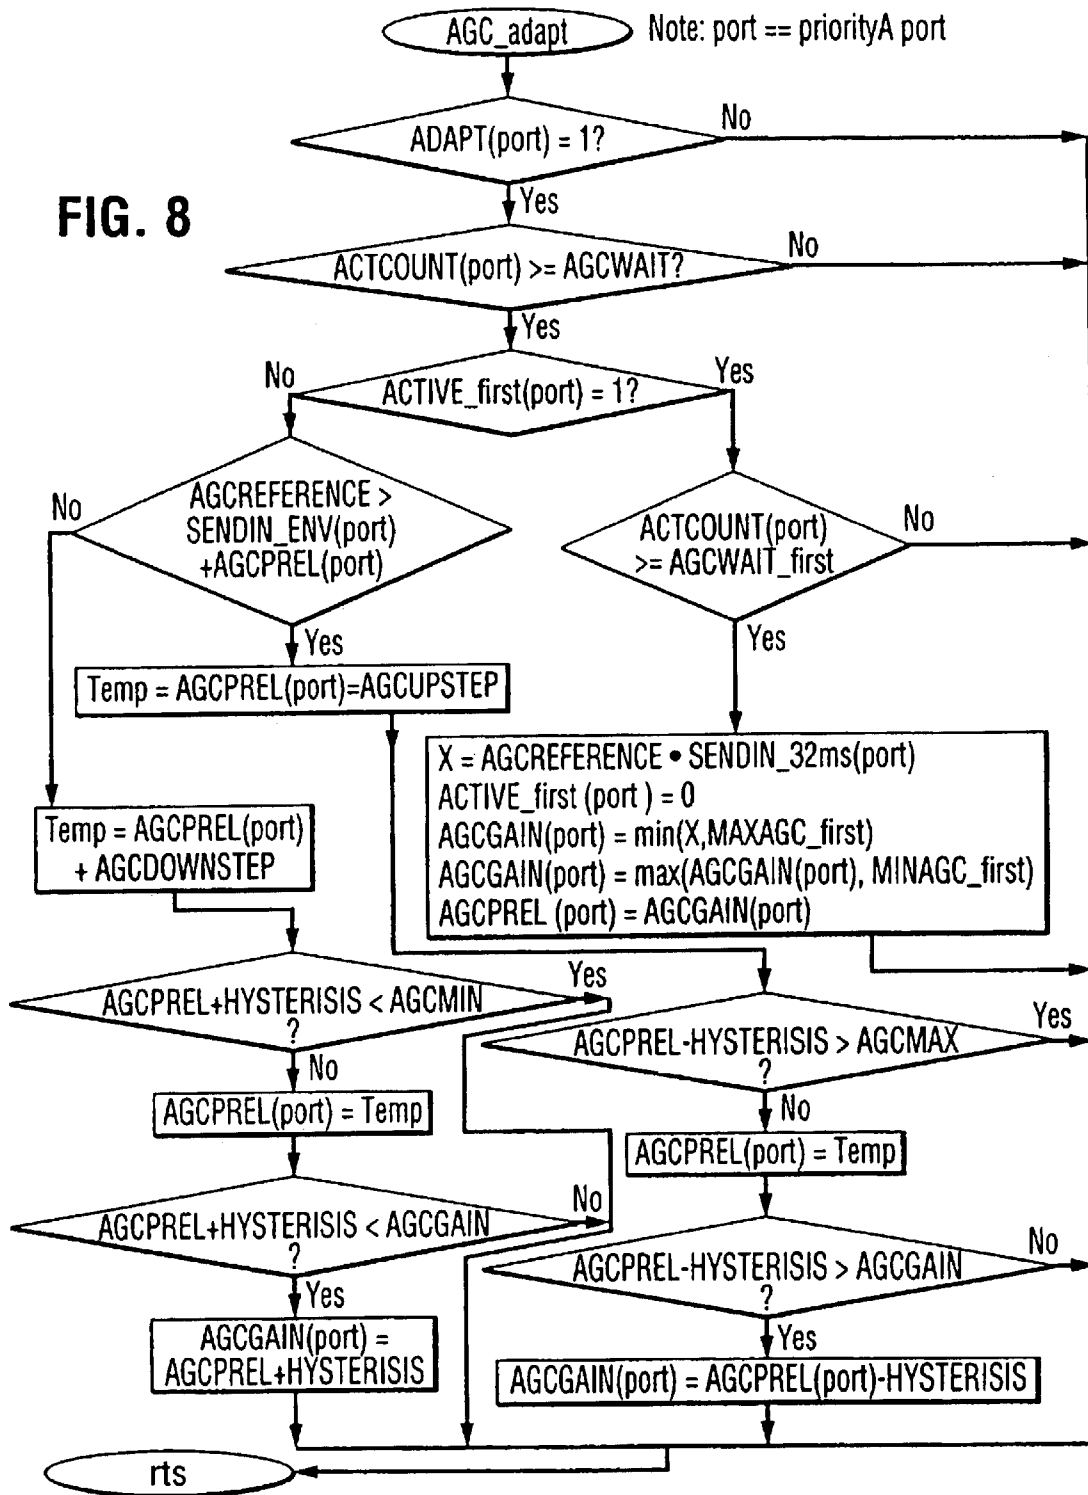 AGC_adapt
Note: port == priorityA port
ADAPT(port) = 1?
No
Yes
FIG. 8
ACTCOUNT(port) >= AGCWAIT?
No
Yes
ACTIVE_first(port) = 1?
No
Yes
AGCREFERENCE >
SENDIN_ENV(port)
+AGCPREL(port)
No
Yes
ACTCOUNT(port)
>= AGCWAIT_first
No
Yes
Temp = AGCPREL(port)=AGCUPSTEP
X = AGCREFERENCE • SENDIN_32ms(port)
ACTIVE_first (port ) = 0
AGCGAIN(port) = min(X,MAXAGC_first)
AGCGAIN(port) = max(AGCGAIN(port), MINAGC_first)
AGCPREL (port) = AGCGAIN(port)
Temp = AGCPREL(port)
+ AGCDOWNSTEP
AGCPREL+HYSTERISIS < AGCMIN
?
Yes
No
AGCPREL-HYSTERISIS > AGCMAX
?
Yes
No
AGCPREL(port) = Temp
AGCPREL(port) = Temp
AGCPREL+HYSTERISIS < AGCGAIN
?
No
Yes
AGCPREL-HYSTERISIS > AGCGAIN
?
No
Yes
AGCGAIN(port) =
AGCPREL+HYSTERISIS
AGCGAIN(port) = AGCPREL(port)-HYSTERISIS
rts